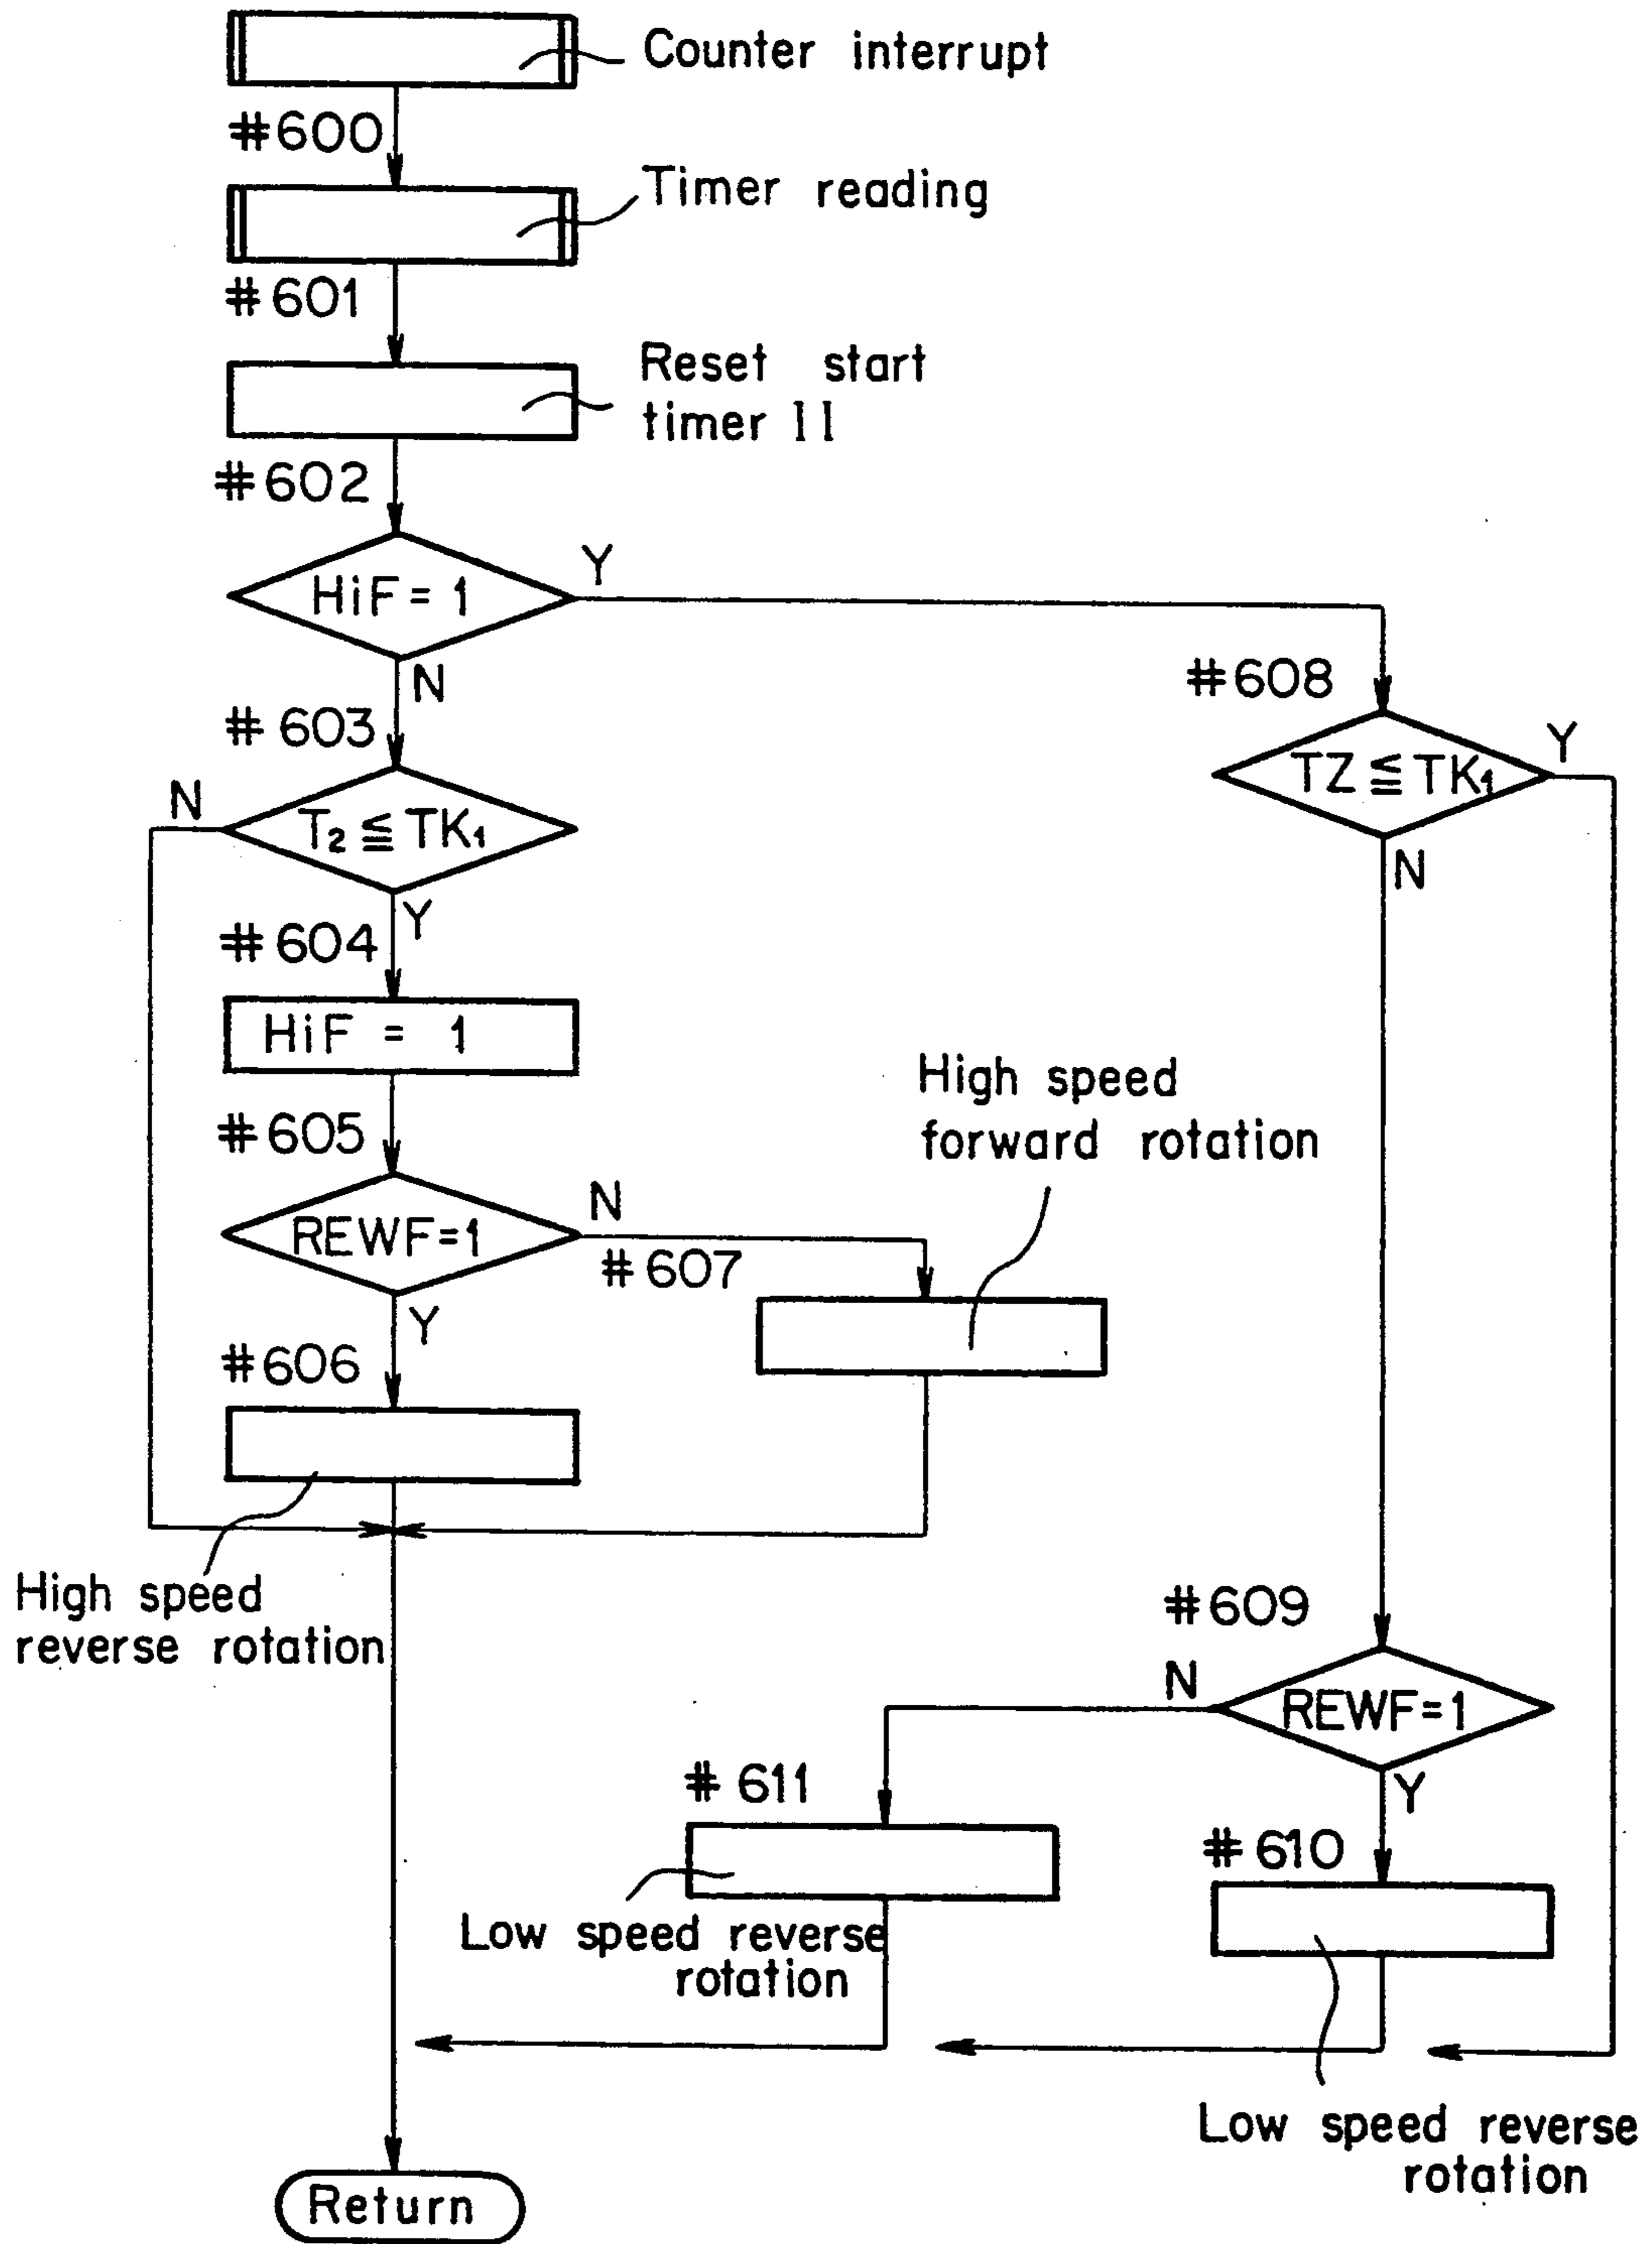 Counter interrupt
#600
Timer reading
#601
Reset start
timer 11
#602
HiF = 1
Y
N
#603
#608
T₂ ≦ TK₁
N
Y
TZ ≦ TK₁
Y
N
#604
HiF = 1
#605
High speed
forward rotation
REWF=1
N
#607
Y
#606
High speed
reverse rotation
#609
REWF=1
N
Y
#611
#610
Low speed reverse
rotation
Low speed reverse
rotation
Return